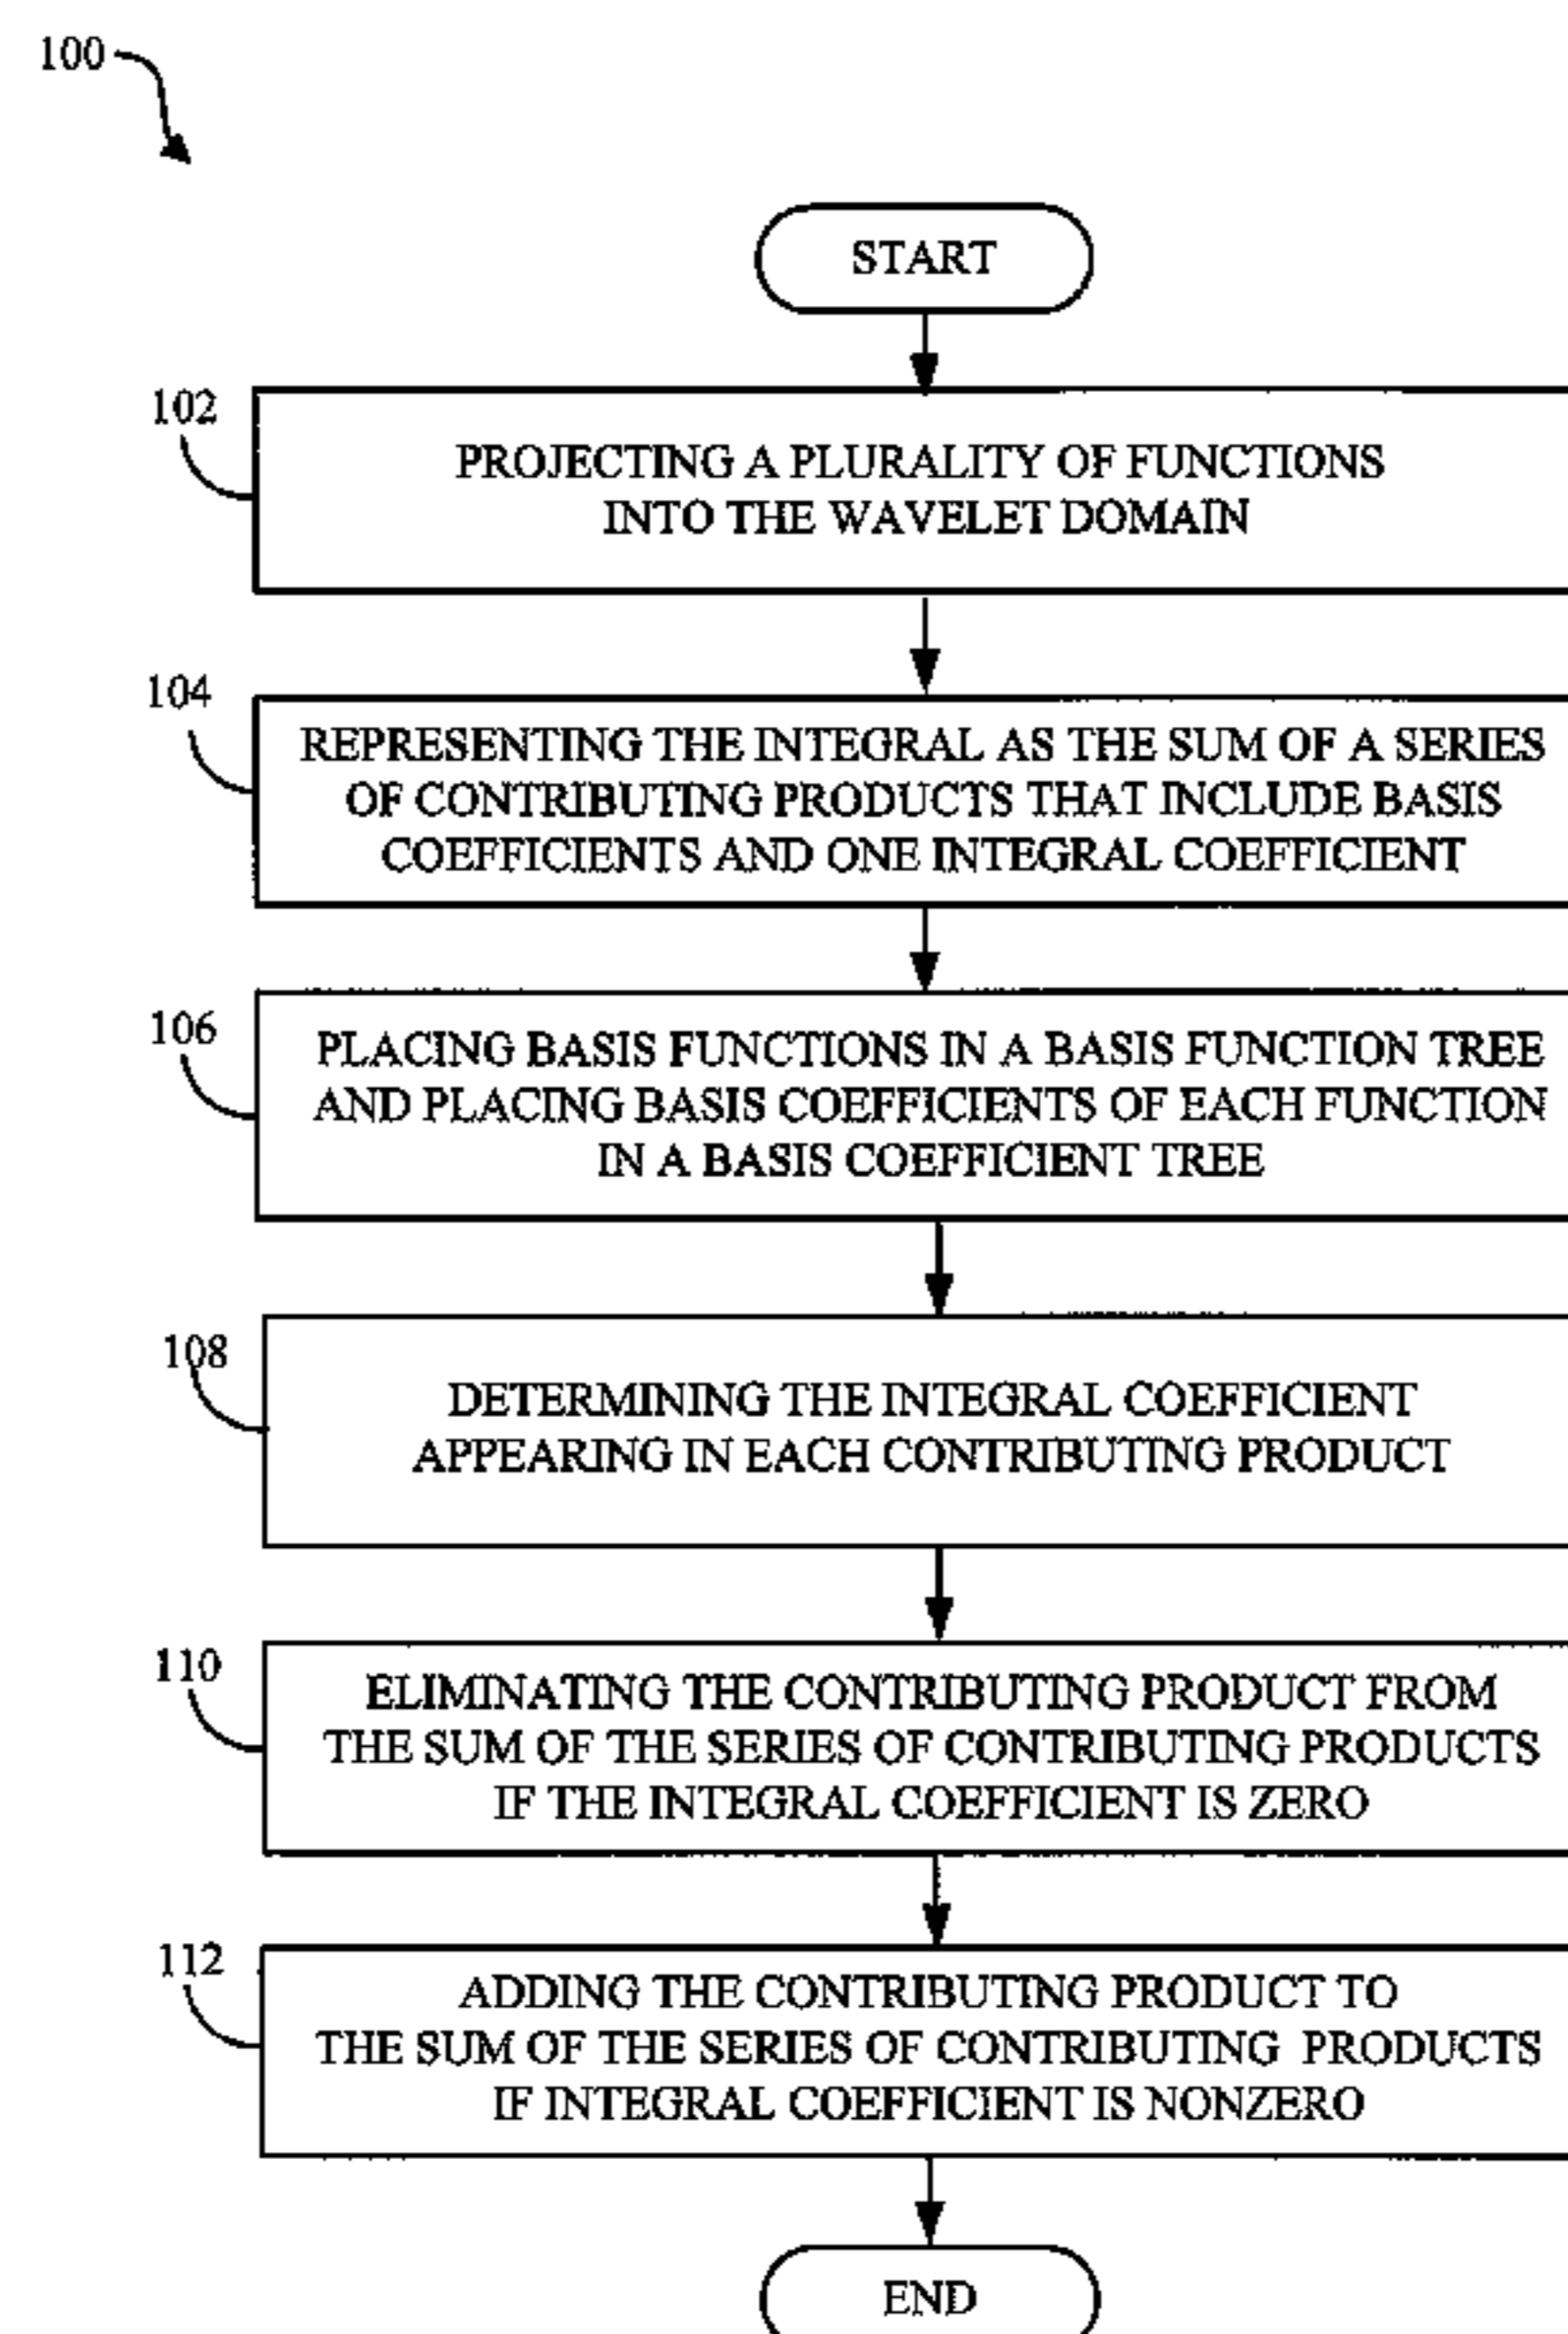 100
START
102
PROJECTING A PLURALITY OF FUNCTIONS
INTO THE WAVELET DOMAIN
104
REPRESENTING THE INTEGRAL AS THE SUM OF A SERIES
OF CONTRIBUTING PRODUCTS THAT INCLUDE BASIS
COEFFICIENTS AND ONE INTEGRAL COEFFICIENT
106
PLACING BASIS FUNCTIONS IN A BASIS FUNCTION TREE
AND PLACING BASIS COEFFICIENTS OF EACH FUNCTION
IN A BASIS COEFFICIENT TREE
108
DETERMINING THE INTEGRAL COEFFICIENT
APPEARING IN EACH CONTRIBUTING PRODUCT
110
ELIMINATING THE CONTRIBUTING PRODUCT FROM
THE SUM OF THE SERIES OF CONTRIBUTING PRODUCTS
IF THE INTEGRAL COEFFICIENT IS ZERO
112
ADDING THE CONTRIBUTING PRODUCT TO
THE SUM OF THE SERIES OF CONTRIBUTING PRODUCTS
IF INTEGRAL COEFFICIENT IS NONZERO
END